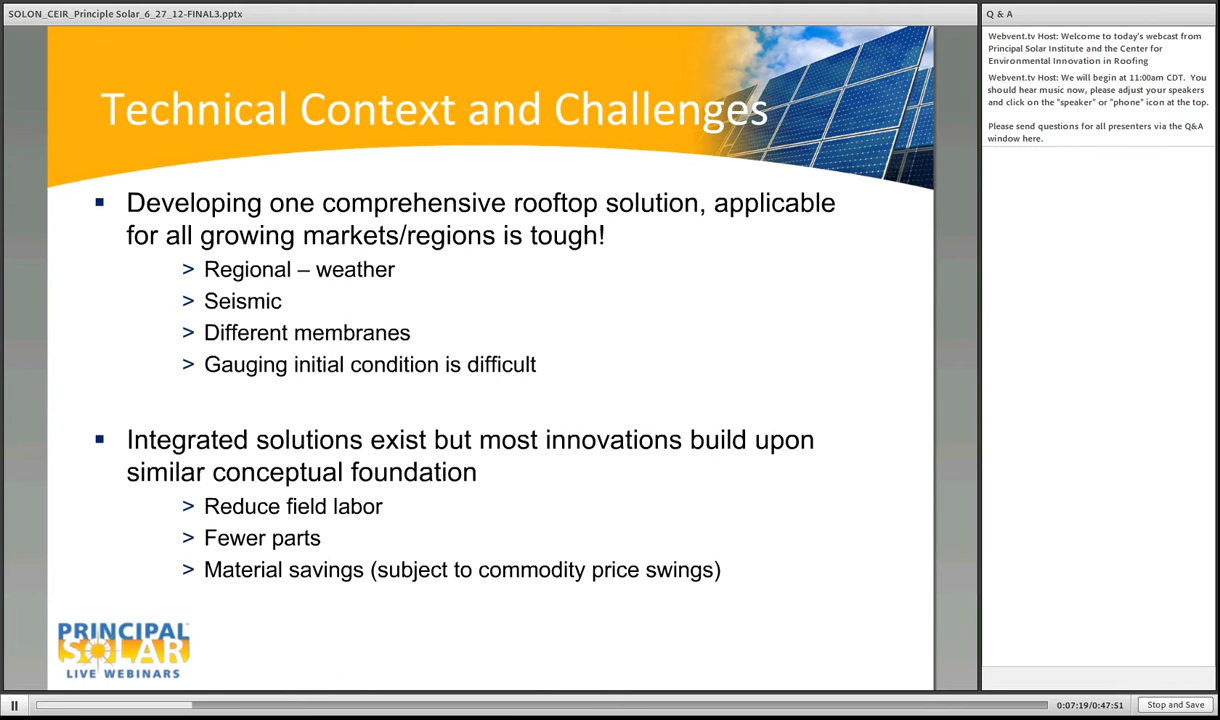 SOLON_CEIR_Principle Solar_6_27_12-FINAL3.pptx
Technical Context and Challenges
▪ Developing one comprehensive rooftop solution, applicable
for all growing markets/regions is tough!
> Regional – weather
> Seismic
> Different membranes
> Gauging initial condition is difficult
▪ Integrated solutions exist but most innovations build upon
similar conceptual foundation
> Reduce field labor
> Fewer parts
> Material savings (subject to commodity price swings)
PRINCIPAL
SOLAR
LIVE WEBINARS
Q & A
Webvent.tv Host: Welcome to today's webcast from
Principal Solar Institute and the Center for
Environmental Innovation in Roofing
Webvent.tv Host: We will begin at 11:00am CDT. You
should hear music now, please adjust your speakers
and click on the "speaker" or "phone" icon at the top.
Please send questions for all presenters via the Q&A
window here.
0:07:19/0:47:51
Stop and Save